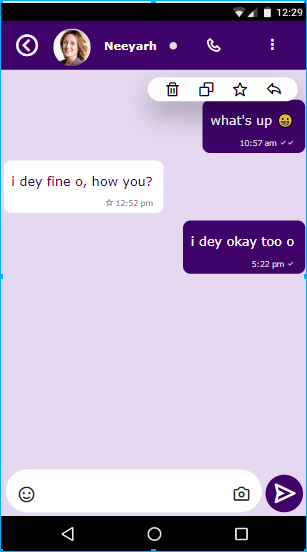 12:29
Neeyarh
what's up 😀
10:57 am
i dey fine o, how you?
12:52 pm
i dey okay too o
5:22 pm